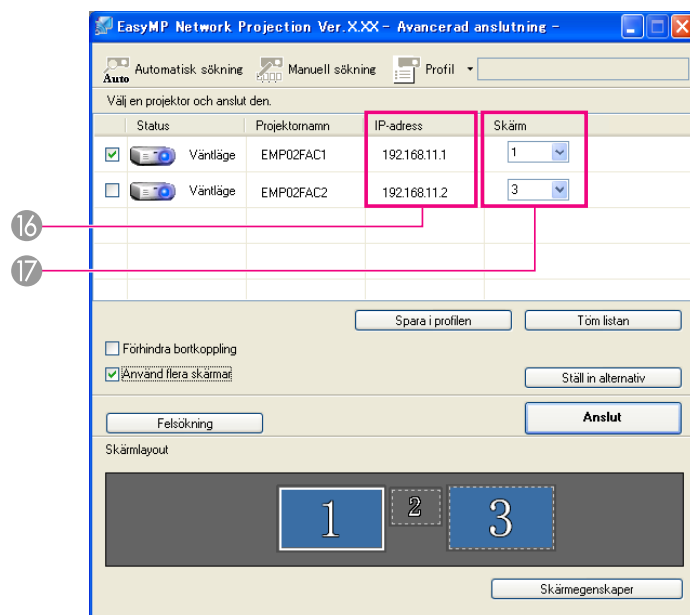 EasyMP Network Projection Ver.X.XX - Avancerad anslutning -
Auto Automatisk sökning Manuell sökning Profil
Välj en projektor och anslut den.
Status Projektornamn IP-adress Skärm
Väntläge EMP02FAC1 192.168.11.1 1
Väntläge EMP02FAC2 192.168.11.2 3
16
17
Spara i profilen Töm listan
Förhindra bortkoppling
Använd flera skärmar
Ställ in alternativ
Felsökning Anslut
Skärmlayout
1 2 3
Skärmegenskaper